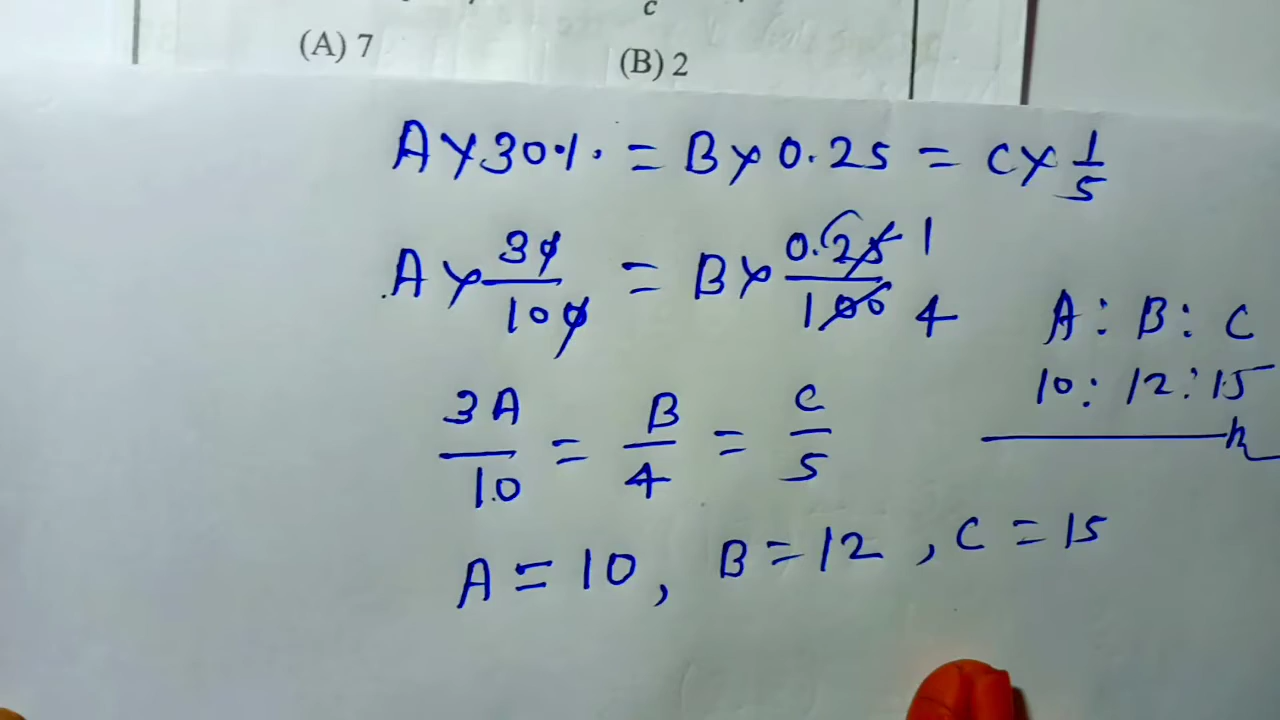 c
(A) 7 (B) 2
A×30%. = B×0.25 = C×1/5
A×30/100 = B×0.25/100 1/4
A : B : C
10 : 12 : 15
3A/10 = B/4 = C/5
A = 10, B = 12, C = 15